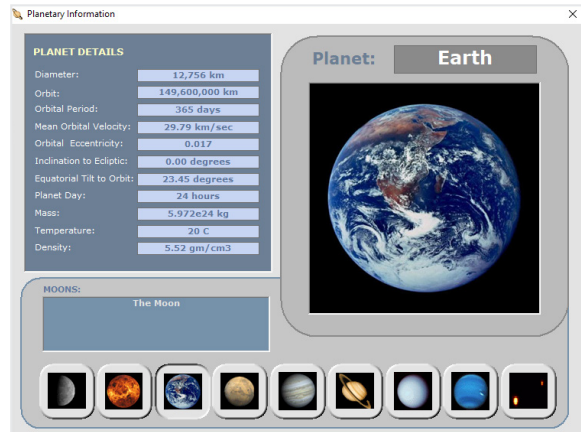 Planetary Information
PLANET DETAILS
Diameter: 12,756 km
Orbit: 149,600,000 km
Orbital Period: 365 days
Mean Orbital Velocity: 29.79 km/sec
Orbital Eccentricity: 0.017
Inclination to Ecliptic: 0.00 degrees
Equatorial Tilt to Orbit: 23.45 degrees
Planet Day: 24 hours
Mass: 5.972e24 kg
Temperature: 20 C
Density: 5.52 gm/cm3
Planet: Earth
MOONS:
The Moon